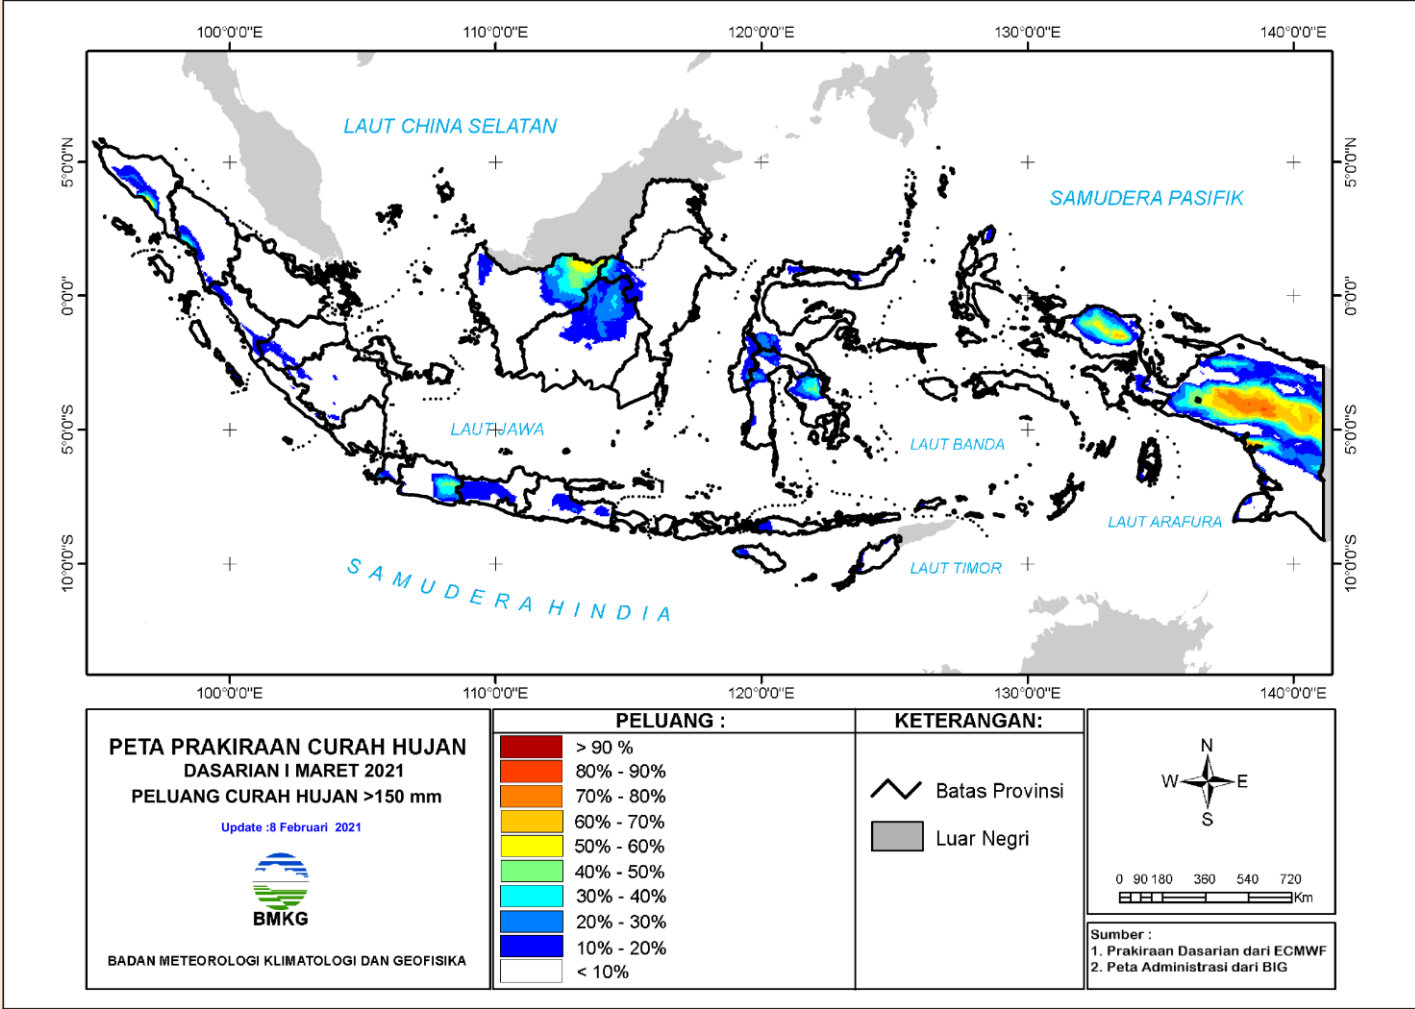 100°0'0"E 110°0'0"E 120°0'0"E 130°0'0"E 140°0'0"E
LAUT CHINA SELATAN
5°0'0"N
5°0'0"N
SAMUDERA PASIFIK
0°0'0"
0°0'0"
LAUT JAWA
5°0'0"S
5°0'0"S
LAUT BANDA
LAUT ARAFURA
10°0'0"S
SAMUDERA HINDIA
LAUT TIMOR
10°0'0"S
100°0'0"E 110°0'0"E 120°0'0"E 130°0'0"E 140°0'0"E
PETA PRAKIRAAN CURAH HUJAN
DASARIAN I MARET 2021
PELUANG CURAH HUJAN >150 mm
Update :8 Februari 2021
BMKG
BADAN METEOROLOGI KLIMATOLOGI DAN GEOFISIKA
PELUANG :
> 90 %
80% - 90%
70% - 80%
60% - 70%
50% - 60%
40% - 50%
30% - 40%
20% - 30%
10% - 20%
< 10%
KETERANGAN:
Batas Provinsi
Luar Negri
N
W E
S
0 90 180 360 540 720
Km
Sumber :
1. Prakiraan Dasarian dari ECMWF
2. Peta Administrasi dari BIG